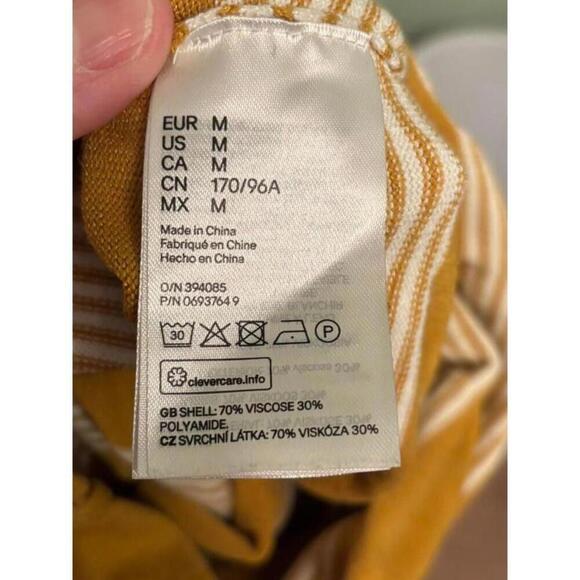 EUR M
US M
CA M
CN 170/96A
MX M
Made in China
Fabriqué en Chine
Hecho en China
O/N 394085
P/N 0693764 9
30 P
clevercare.info
GB SHELL: 70% VISCOSE 30%
POLYAMIDE.
CZ SVRCHNÍ LÁTKA: 70% VISKÓZA 30%